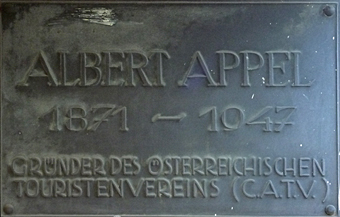 ALBERT APPEL
1871 – 1947
GRÜNDER DES ÖSTERREICHISCHEN
TOURISTENVEREINS (C.A.T.V.)